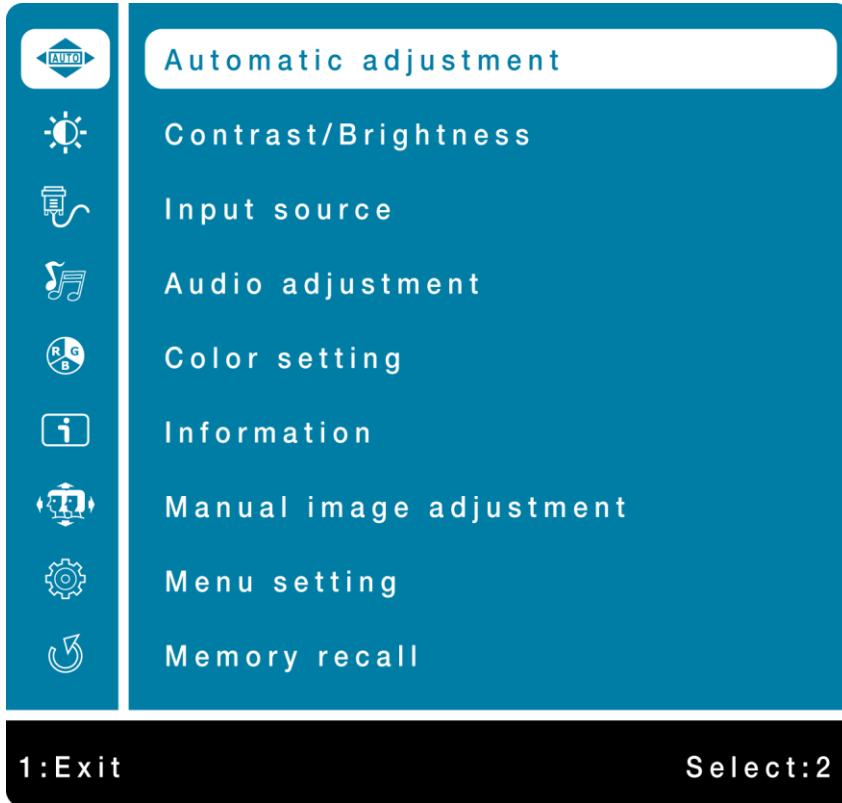 AUTO
Automatic adjustment
Contrast/Brightness
Input source
Audio adjustment
R G
B
Color setting
i
Information
Manual image adjustment
Menu setting
Memory recall
1:Exit
Select:2